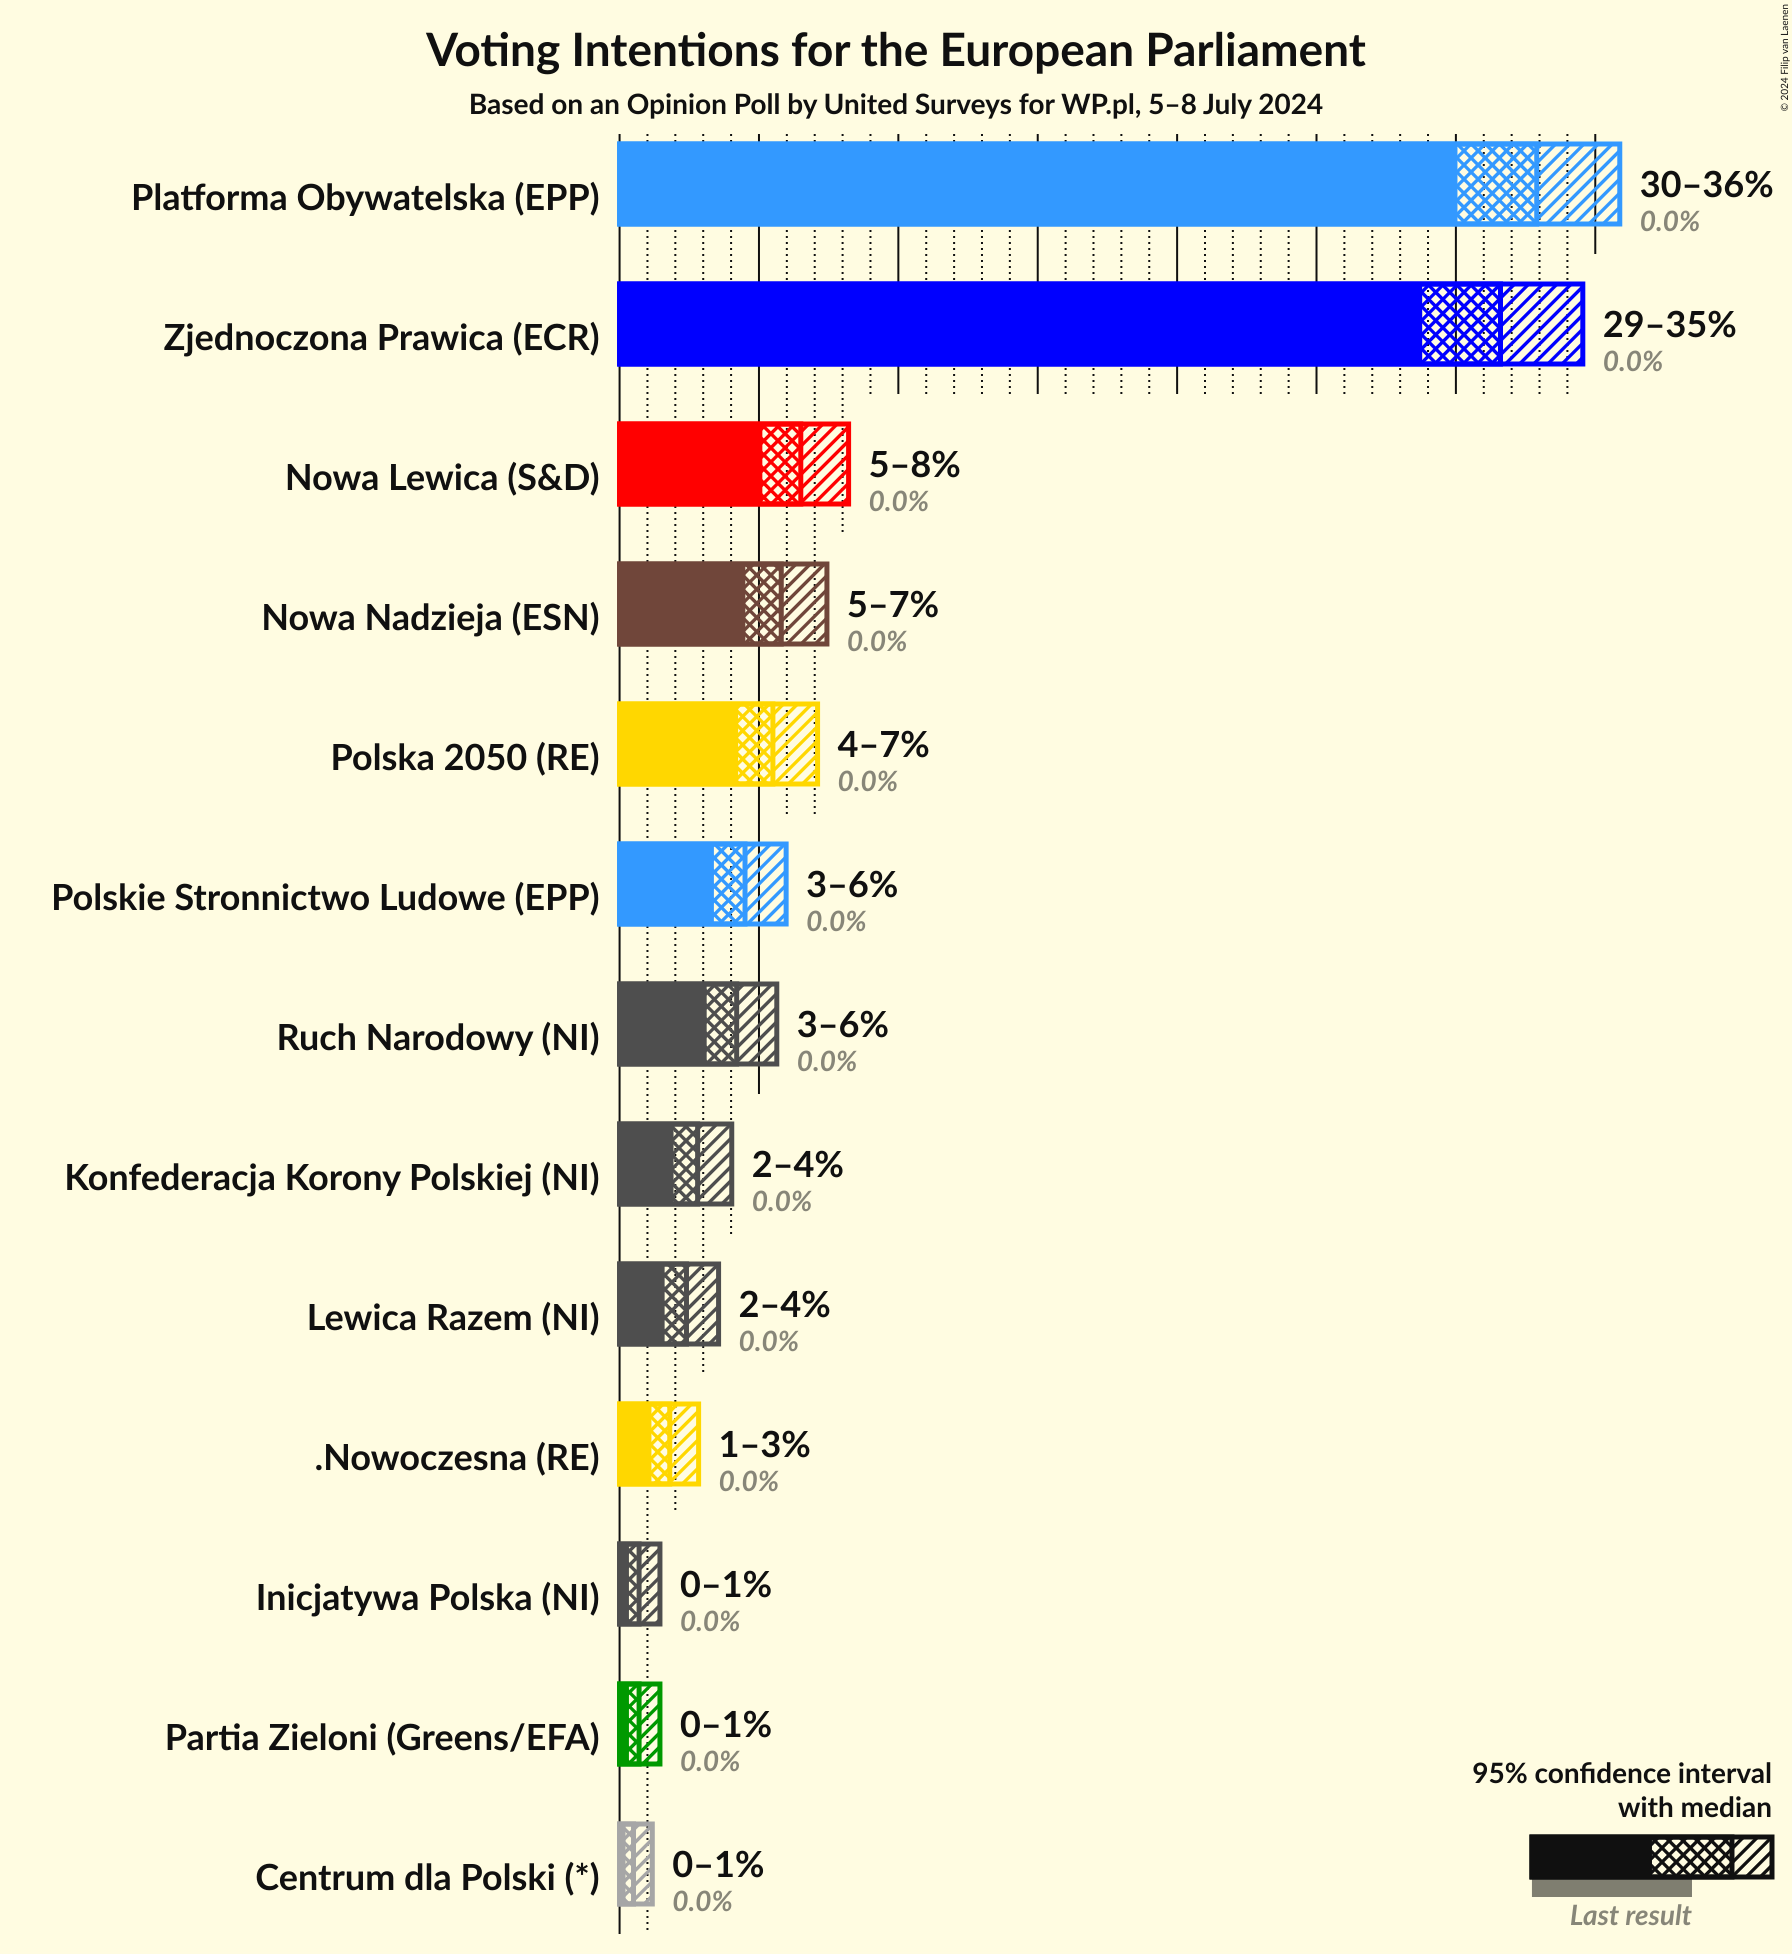 Voting Intentions for the European Parliament
Based on an Opinion Poll by United Surveys for WP.pl, 5–8 July 2024
© 2024 Filip van Laenen
Platforma Obywatelska (EPP)
30–36%
0.0%
Zjednoczona Prawica (ECR)
29–35%
0.0%
Nowa Lewica (S&D)
5–8%
0.0%
Nowa Nadzieja (ESN)
5–7%
0.0%
Polska 2050 (RE)
4–7%
0.0%
Polskie Stronnictwo Ludowe (EPP)
3–6%
0.0%
Ruch Narodowy (NI)
3–6%
0.0%
Konfederacja Korony Polskiej (NI)
2–4%
0.0%
Lewica Razem (NI)
2–4%
0.0%
.Nowoczesna (RE)
1–3%
0.0%
Inicjatywa Polska (NI)
0–1%
0.0%
Partia Zieloni (Greens/EFA)
0–1%
0.0%
Centrum dla Polski (*)
0–1%
0.0%
95% confidence interval
with median
Last result